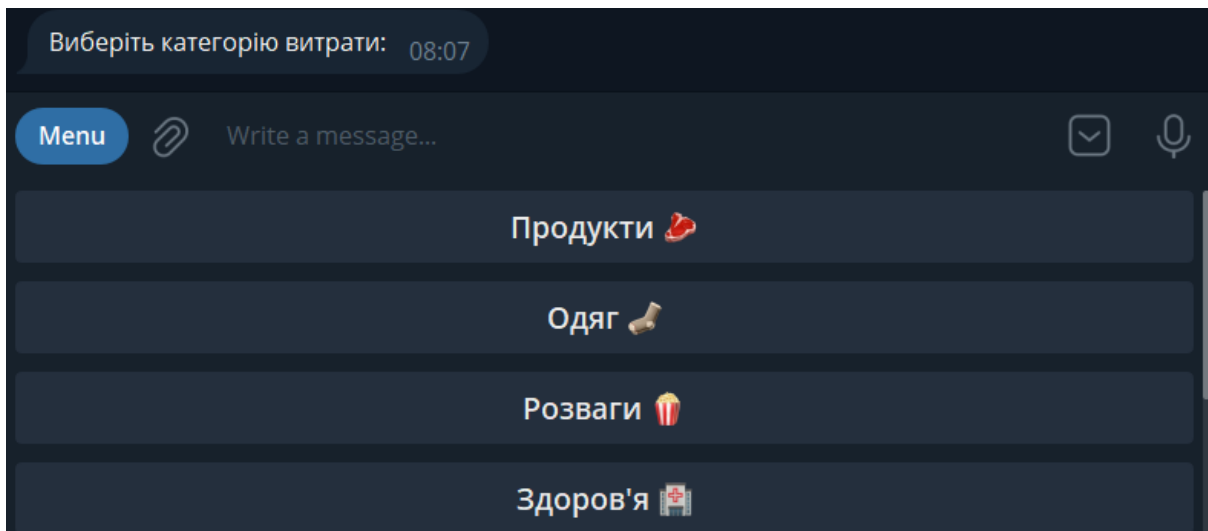 Виберіть категорію витрати: 08:07
Menu Write a message...
Продукти 🥩
Одяг 🧦
Розваги 🍿
Здоров'я 🏥